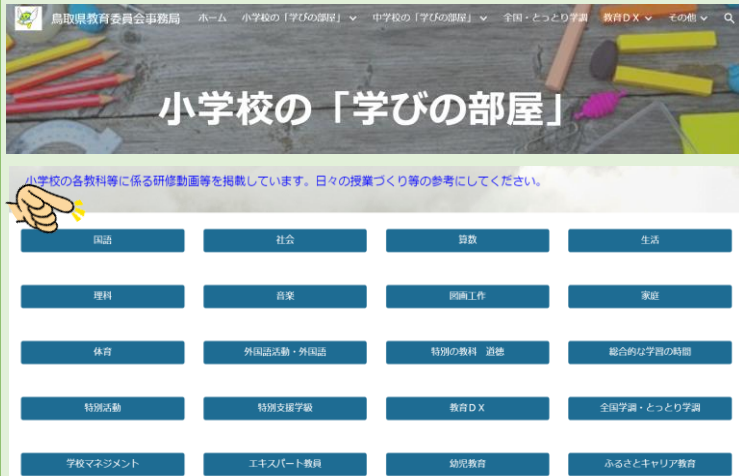 鳥取県教育委員会事務局 ホーム 小学校の「学びの部屋」 中学校の「学びの部屋」 全国・とっとり学調 教育ＤＸ その他
小学校の「学びの部屋」
小学校の各教科等に係る研修動画等を掲載しています。日々の授業づくり等の参考にしてください。
国語 社会 算数 生活
理科 音楽 図画工作 家庭
体育 外国語活動・外国語 特別の教科　道徳 総合的な学習の時間
特別活動 特別支援学級 教育ＤＸ 全国学調・とっとり学調
学校マネジメント エキスパート教員 幼児教育 ふるさとキャリア教育